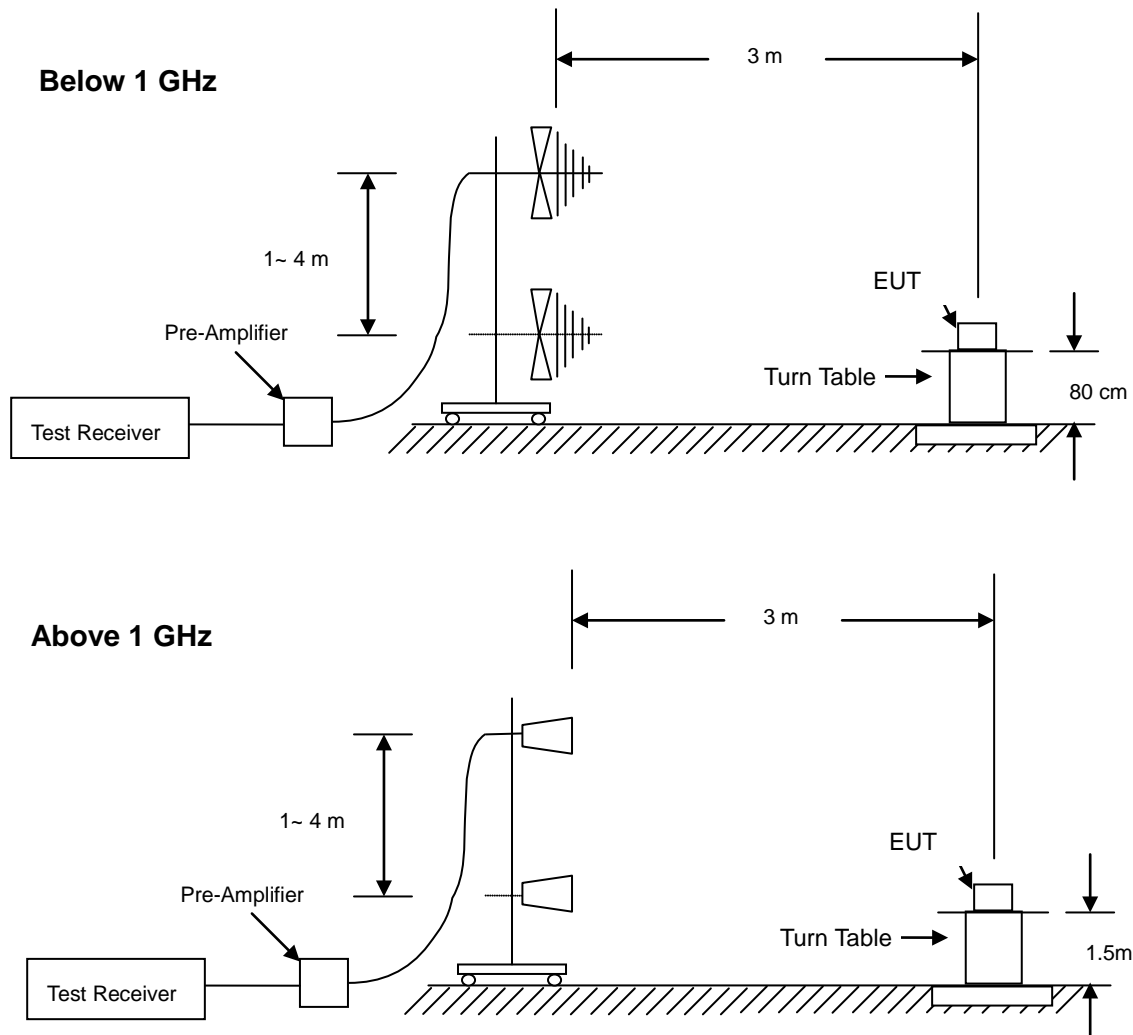 3 m
Below 1 GHz
1~ 4 m
EUT
Pre-Amplifier
Turn Table
80 cm
Test Receiver
3 m
Above 1 GHz
1~ 4 m
EUT
Pre-Amplifier
Turn Table
1.5m
Test Receiver